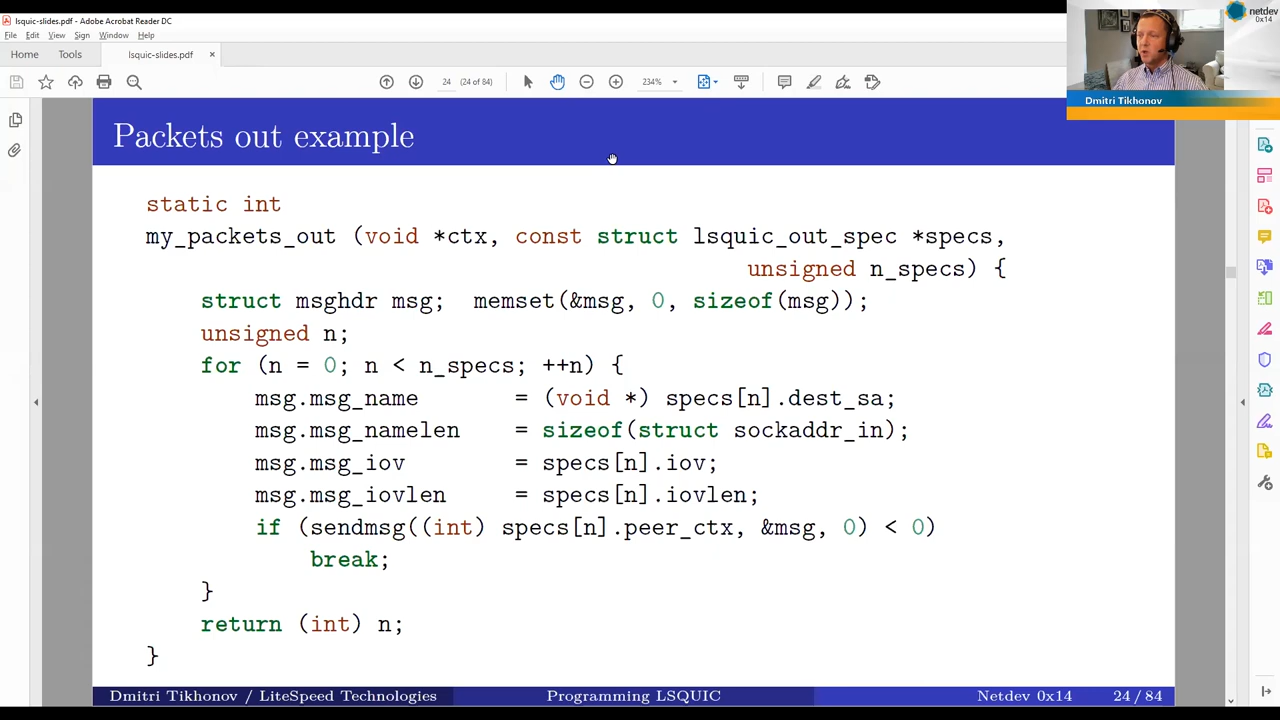 lsquic-slides.pdf - Adobe Acrobat Reader DC
File Edit View Sign Window Help
Home Tools lsquic-slides.pdf ×
24 (24 of 84) 234%
netdev
0x14
Dmitri Tikhonov
Packets out example
static int
my_packets_out (void *ctx, const struct lsquic_out_spec *specs,
unsigned n_specs) {
struct msghdr msg; memset(&msg, 0, sizeof(msg));
unsigned n;
for (n = 0; n < n_specs; ++n) {
msg.msg_name = (void *) specs[n].dest_sa;
msg.msg_namelen = sizeof(struct sockaddr_in);
msg.msg_iov = specs[n].iov;
msg.msg_iovlen = specs[n].iovlen;
if (sendmsg((int) specs[n].peer_ctx, &msg, 0) < 0)
break;
}
return (int) n;
}
Dmitri Tikhonov / LiteSpeed Technologies Programming LSQUIC Netdev 0x14 24 / 84